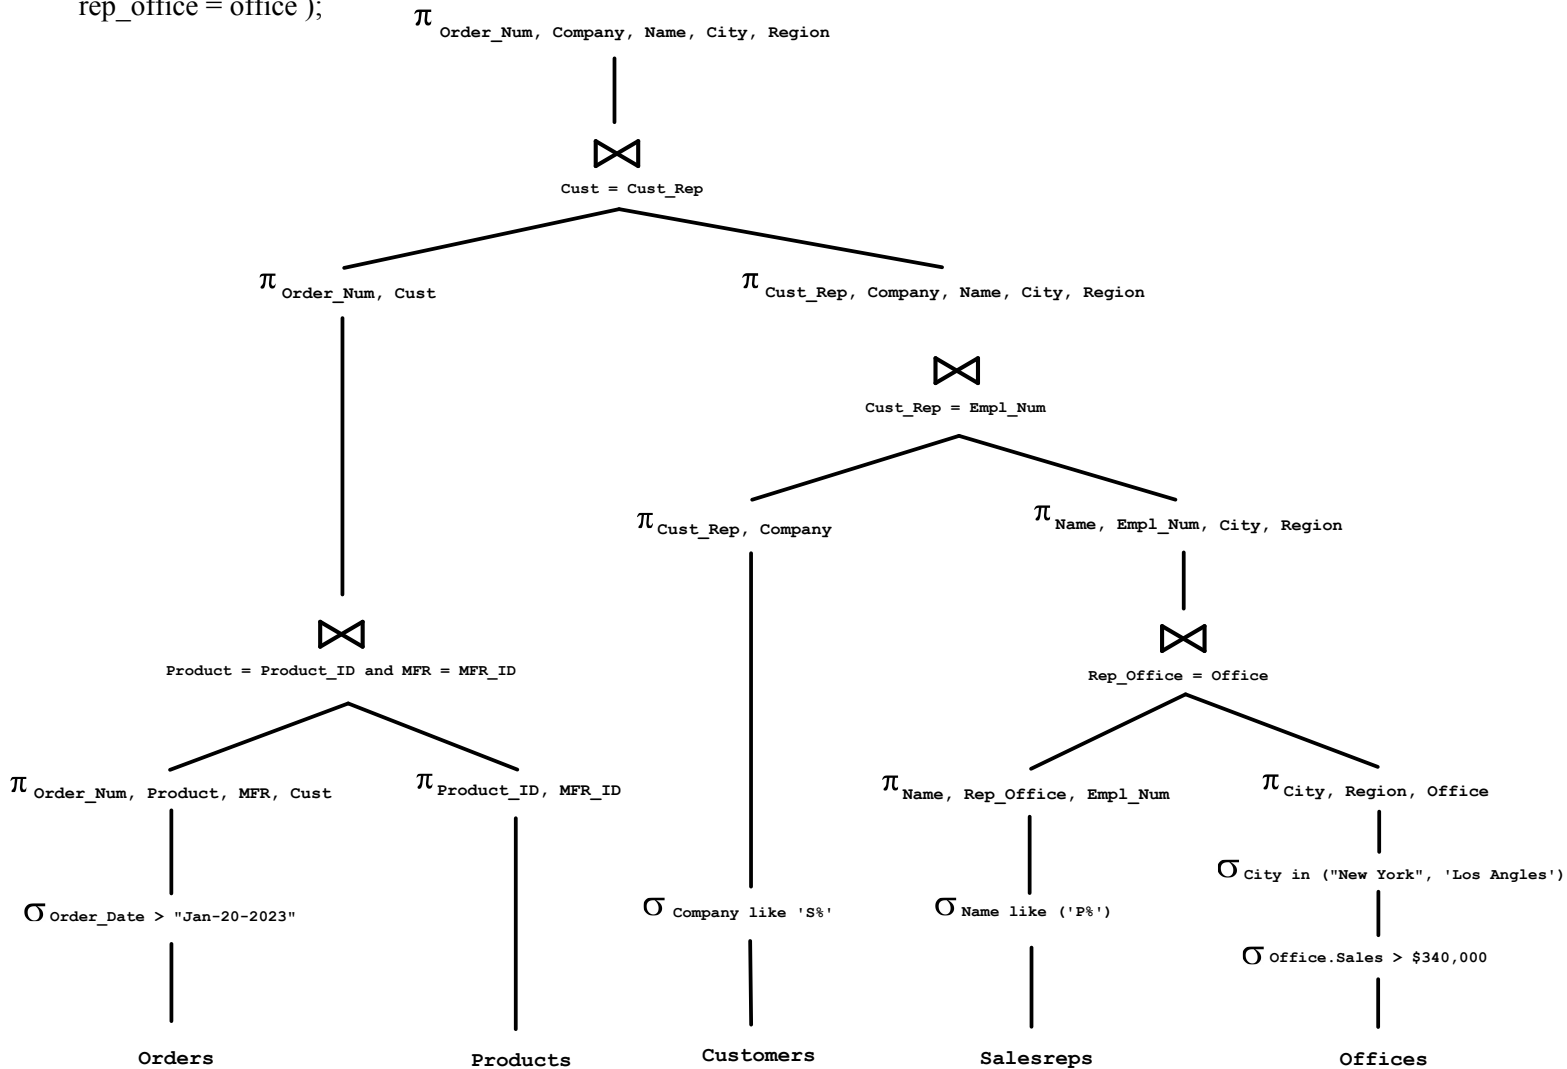 rep_office = office );
π Order_Num, Company, Name, City, Region
⋈
Cust = Cust_Rep
π Order_Num, Cust
π Cust_Rep, Company, Name, City, Region
⋈
Cust_Rep = Empl_Num
π Cust_Rep, Company
π Name, Empl_Num, City, Region
⋈
Product = Product_ID and MFR = MFR_ID
⋈
Rep_Office = Office
π Order_Num, Product, MFR, Cust
π Product_ID, MFR_ID
π Name, Rep_Office, Empl_Num
π City, Region, Office
σ City in ("New York", 'Los Angles')
σ Order_Date > "Jan-20-2023"
σ Company like 'S%'
σ Name like ('P%')
σ Office.Sales > $340,000
Orders
Products
Customers
Salesreps
Offices